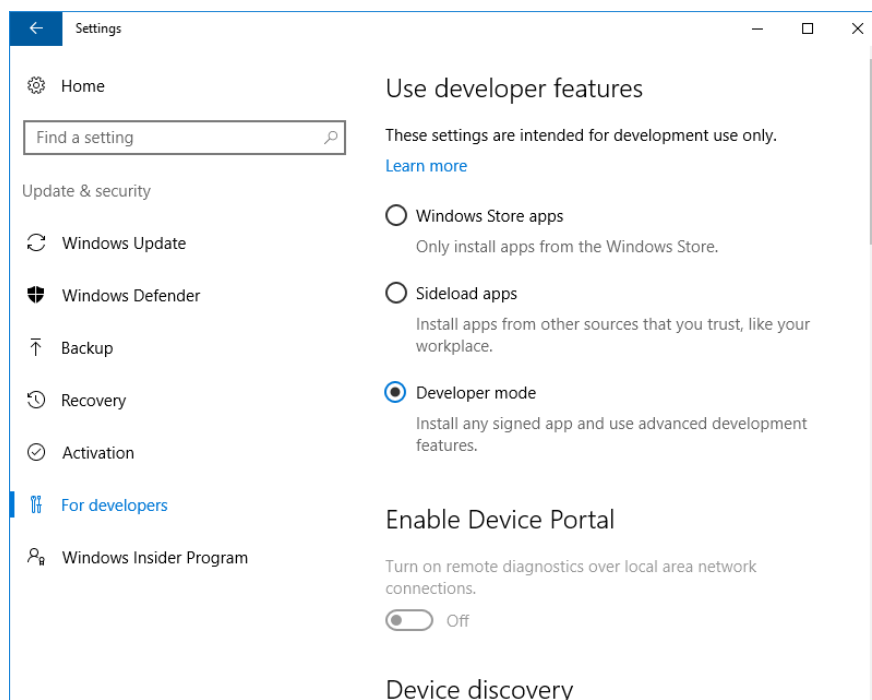 Settings
Home
Find a setting
Update & security
Windows Update
Windows Defender
Backup
Recovery
Activation
For developers
Windows Insider Program
Use developer features
These settings are intended for development use only.
Learn more
Windows Store apps
Only install apps from the Windows Store.
Sideload apps
Install apps from other sources that you trust, like your
workplace.
Developer mode
Install any signed app and use advanced development
features.
Enable Device Portal
Turn on remote diagnostics over local area network
connections.
Off
Device discovery